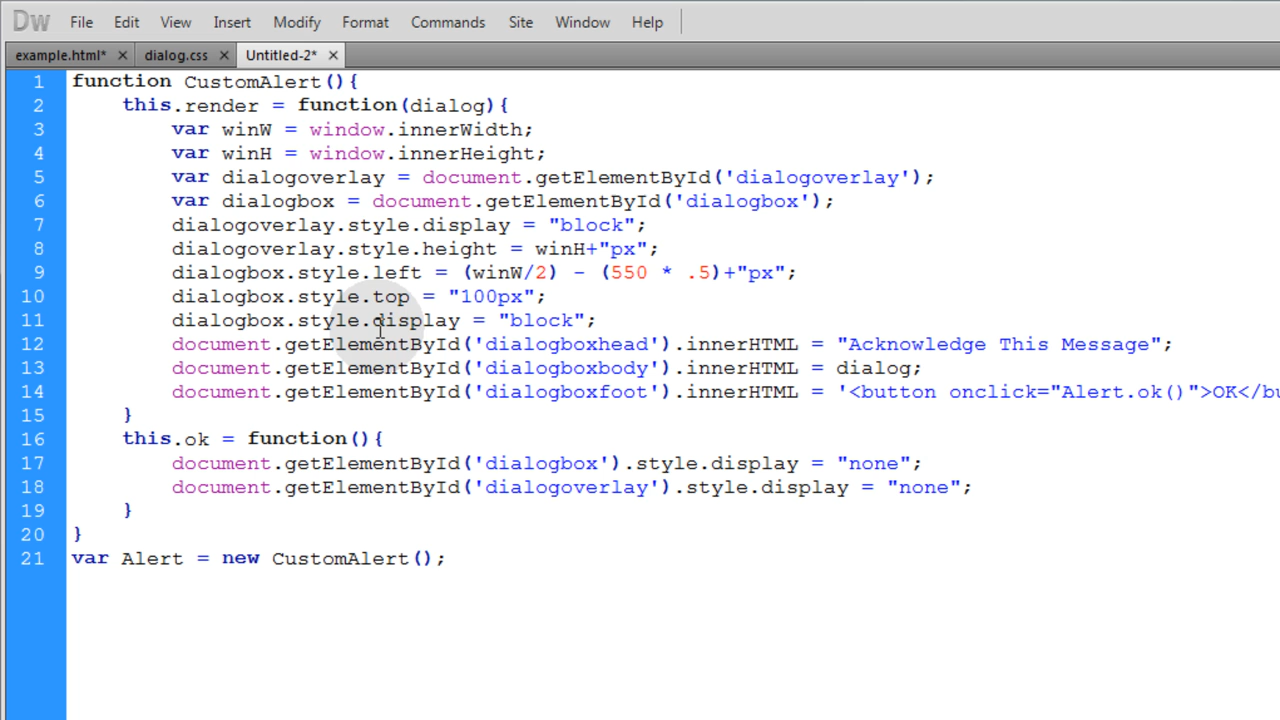 Dw File Edit View Insert Modify Format Commands Site Window Help
example.html* × dialog.css × Untitled-2* ×
1 function CustomAlert(){
2 this.render = function(dialog){
3 var winW = window.innerWidth;
4 var winH = window.innerHeight;
5 var dialogoverlay = document.getElementById('dialogoverlay');
6 var dialogbox = document.getElementById('dialogbox');
7 dialogoverlay.style.display = "block";
8 dialogoverlay.style.height = winH+"px";
9 dialogbox.style.left = (winW/2) - (550 * .5)+"px";
10 dialogbox.style.top = "100px";
11 dialogbox.style.display = "block";
12 document.getElementById('dialogboxhead').innerHTML = "Acknowledge This Message";
13 document.getElementById('dialogboxbody').innerHTML = dialog;
14 document.getElementById('dialogboxfoot').innerHTML = '<button onclick="Alert.ok()">OK</bu
15 }
16 this.ok = function(){
17 document.getElementById('dialogbox').style.display = "none";
18 document.getElementById('dialogoverlay').style.display = "none";
19 }
20 }
21 var Alert = new CustomAlert();